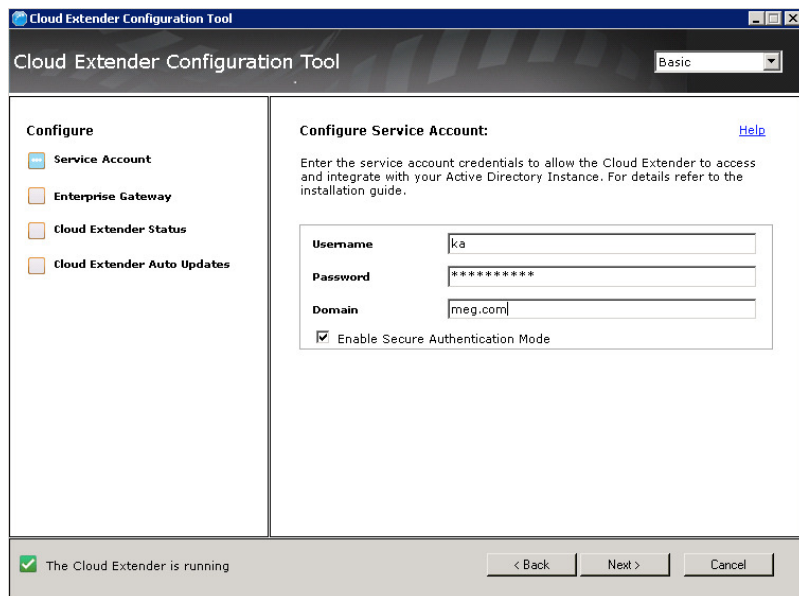 Cloud Extender Configuration Tool
Cloud Extender Configuration Tool
Basic
Configure
Service Account
Enterprise Gateway
Cloud Extender Status
Cloud Extender Auto Updates
Configure Service Account:
Help
Enter the service account credentials to allow the Cloud Extender to access
and integrate with your Active Directory Instance. For details refer to the
installation guide.
Username
ka
Password
**********
Domain
meg.com
Enable Secure Authentication Mode
The Cloud Extender is running
< Back
Next >
Cancel